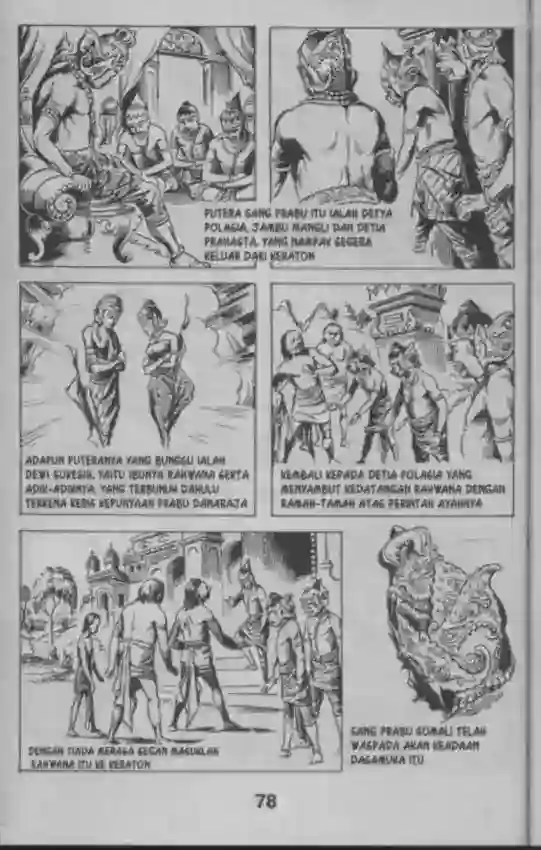 PUTERA SANG PRABU ITU IALAH DETYA
POLAGIA, JAMBU MANGLI DAN DETIA
PRAHASTA, YANG NAMPAK SEGERA
KELUAR DARI KERATON
ADAPUN PUTERANYA YANG BUNGSU IALAH
DEWI SUKESIH, YAITU IBUNYA RAHWANA SERTA
ADIK-ADIKNYA, YANG TERBUNUH DAHULU
TERKENA KERIS KEPUNYAAN PRABU DANARAJA
KEMBALI KEPADA DETIA POLAGIA YANG
MENYAMBUT KEDATANGAN RAHWANA DENGAN
RAMAH-TAMAH ATAS PERINTAH AYAHNYA
DENGAN TIADA MERASA SEGAN MASUKLAH
RAHWANA ITU KE KERATON
SANG PRABU SUMALI TELAH
WASPADA AKAN KEADAAN
DASAMUKA ITU
78